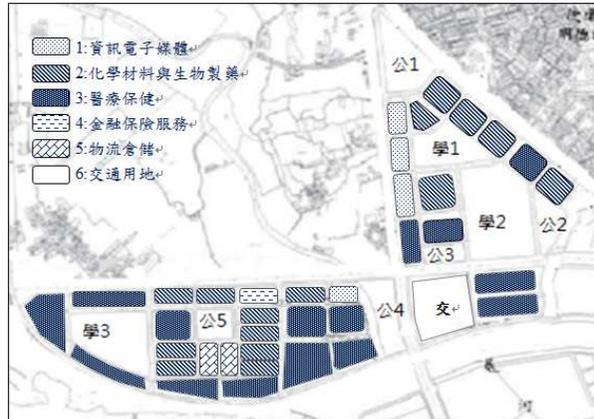 1:資訊電子媒體
2:化學材料與生物製藥
3:醫療保健
4:金融保險服務
5:物流倉儲
6:交通用地
公1
學1
學2
公2
公3
公4
交
學3
公5
河